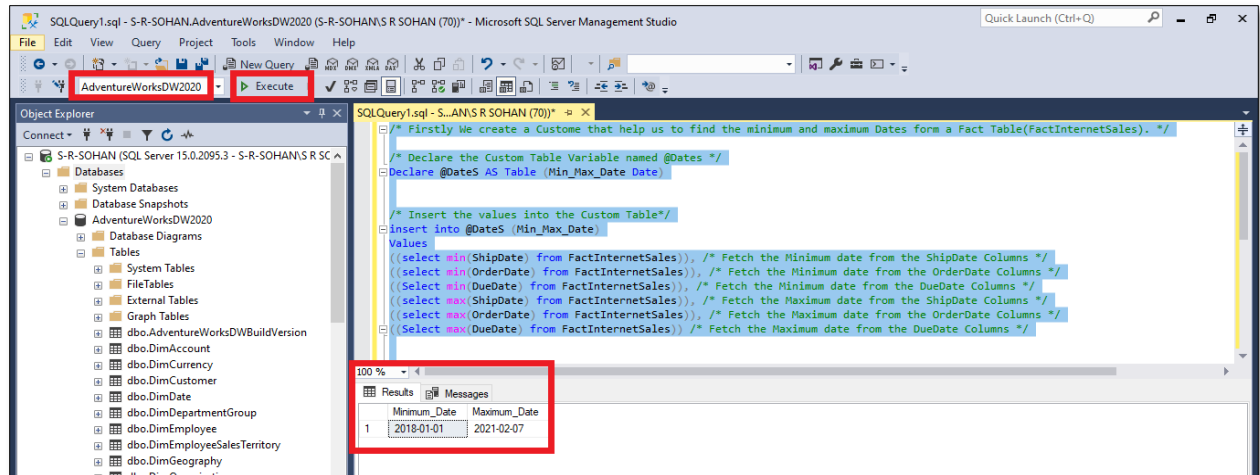 SQLQuery1.sql - S-R-SOHAN.AdventureWorksDW2020 (S-R-SOHAN\S R SOHAN (70))* - Microsoft SQL Server Management Studio
Quick Launch (Ctrl+Q)
File Edit View Query Project Tools Window Help
New Query
AdventureWorksDW2020
Execute
Object Explorer
Connect
S-R-SOHAN (SQL Server 15.0.2095.3 - S-R-SOHAN\S R SC
Databases
System Databases
Database Snapshots
AdventureWorksDW2020
Database Diagrams
Tables
System Tables
FileTables
External Tables
Graph Tables
dbo.AdventureWorksDWBuildVersion
dbo.DimAccount
dbo.DimCurrency
dbo.DimCustomer
dbo.DimDate
dbo.DimDepartmentGroup
dbo.DimEmployee
dbo.DimEmployeeSalesTerritory
dbo.DimGeography
SQLQuery1.sql - S...AN\S R SOHAN (70))*
/* Firstly We create a Custome that help us to find the minimum and maximum Dates form a Fact Table(FactInternetSales). */
/* Declare the Custom Table Variable named @Dates */
Declare @DateS AS Table (Min_Max_Date Date)
/* Insert the values into the Custom Table*/
insert into @DateS (Min_Max_Date)
Values
((select min(ShipDate) from FactInternetSales)), /* Fetch the Minimum date from the ShipDate Columns */
((select min(OrderDate) from FactInternetSales)), /* Fetch the Minimum date from the OrderDate Columns */
((select min(DueDate) from FactInternetSales)), /* Fetch the Minimum date from the DueDate Columns */
((select max(ShipDate) from FactInternetSales)), /* Fetch the Maximum date from the ShipDate Columns */
((select max(OrderDate) from FactInternetSales)), /* Fetch the Maximum date from the OrderDate Columns */
((Select max(DueDate) from FactInternetSales)) /* Fetch the Maximum date from the DueDate Columns */
100 %
Results Messages
Minimum_Date Maximum_Date
1 2018-01-01 2021-02-07